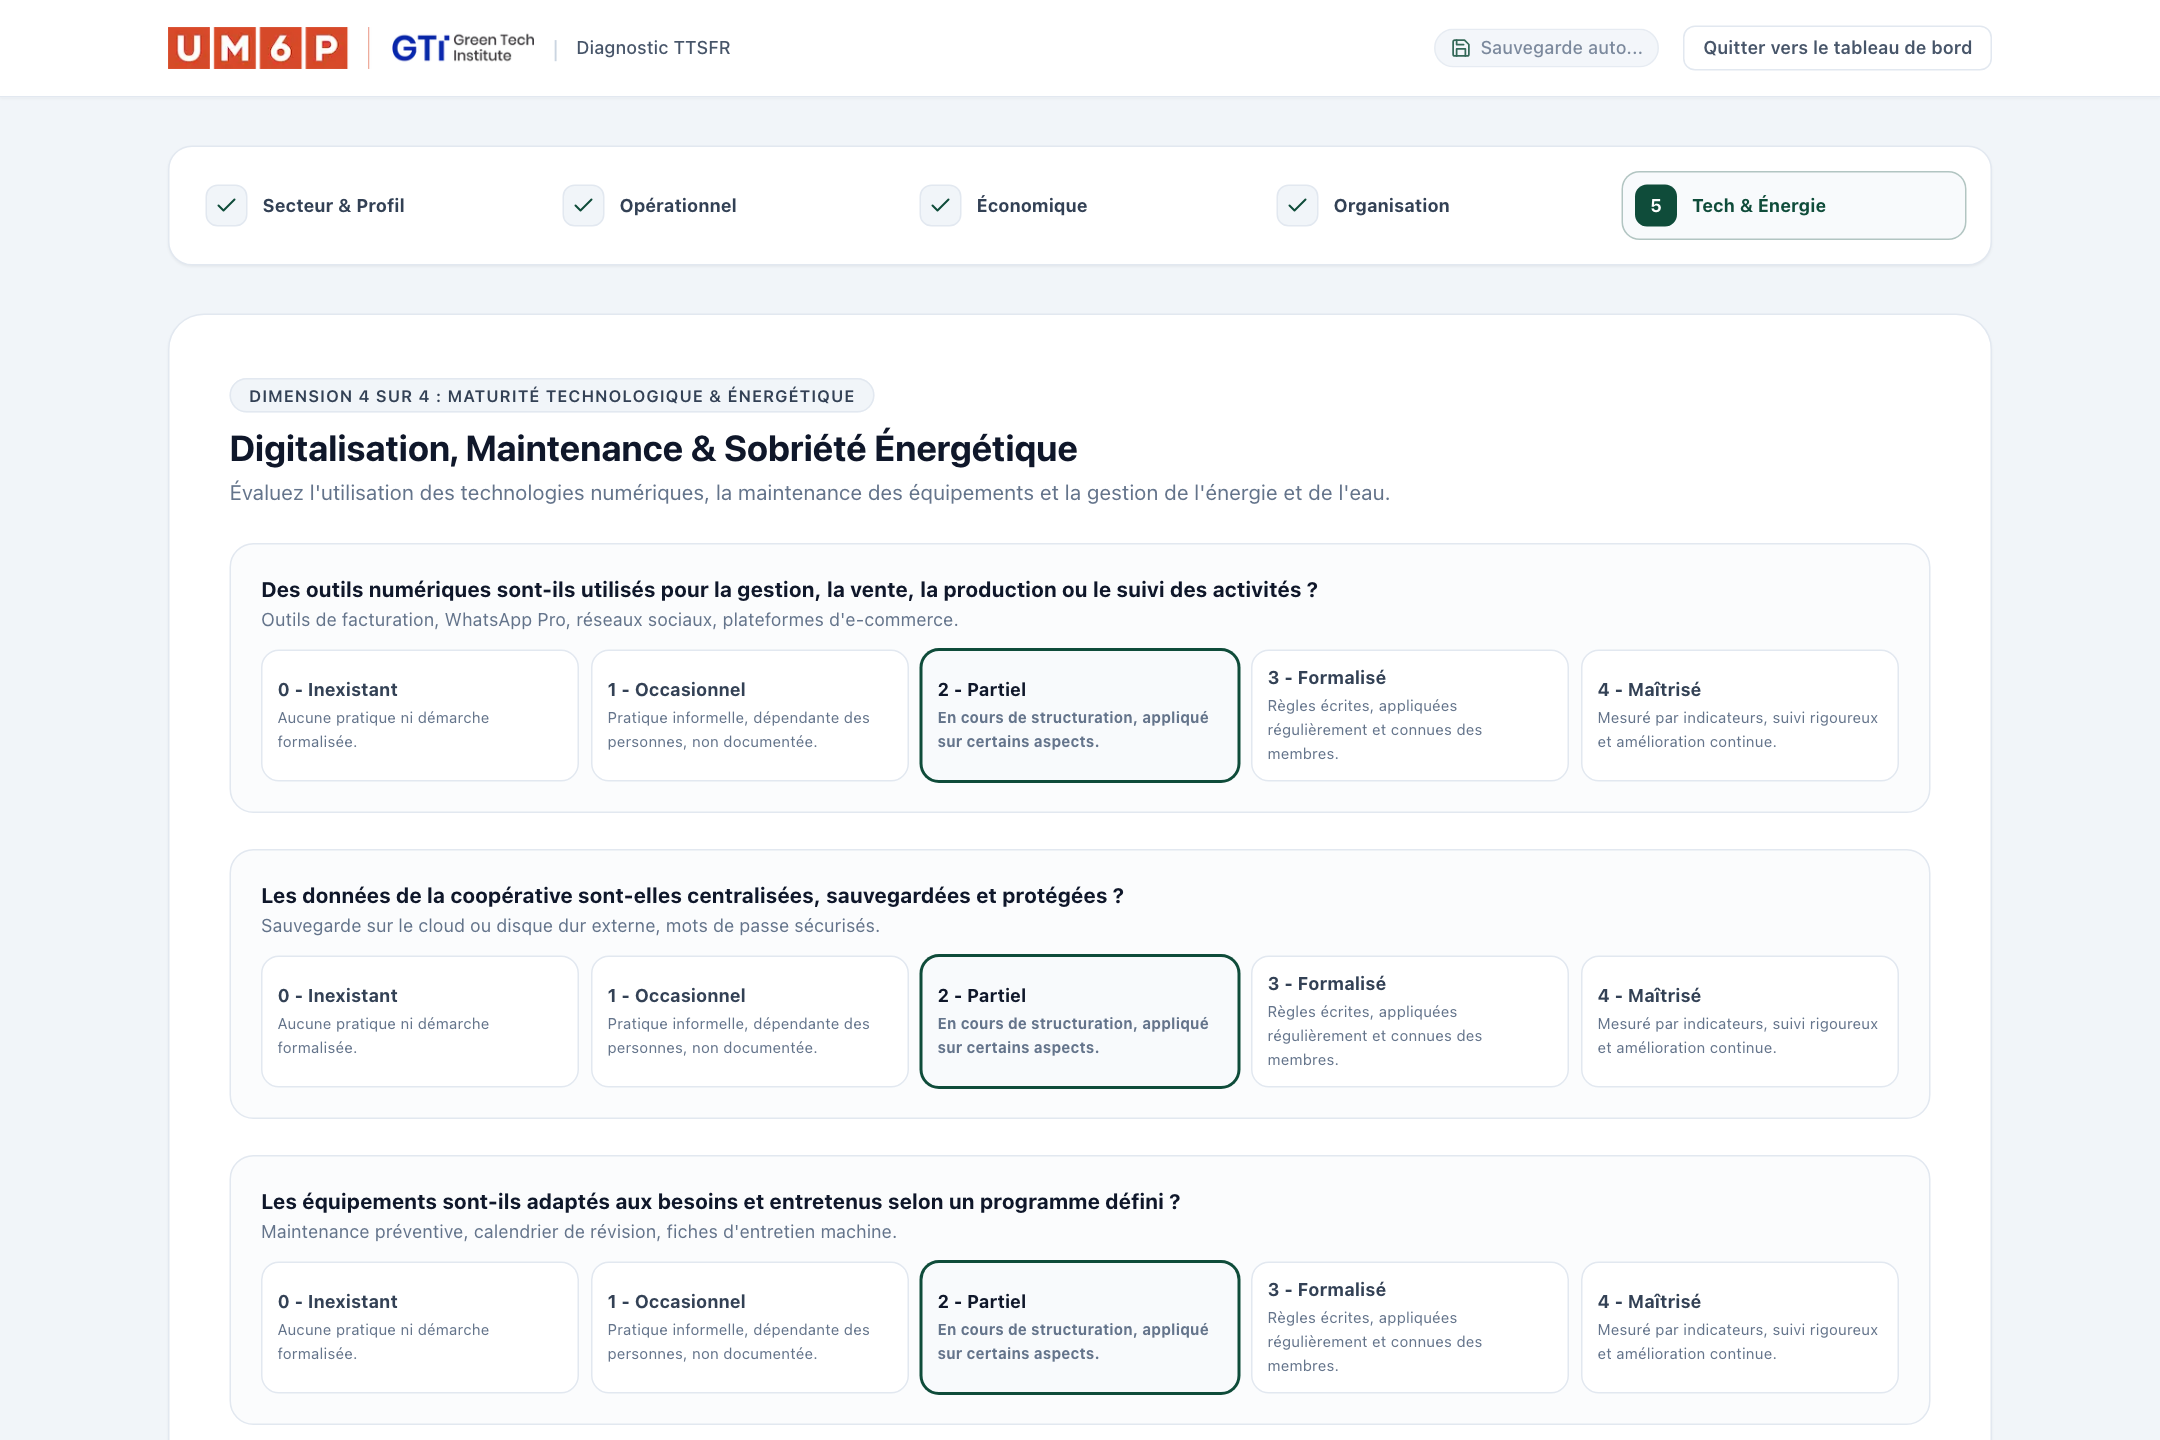 UM6P
GTi Green Tech Institute
Diagnostic TTSFR
Sauvegarde auto...
Quitter vers le tableau de bord
Secteur & Profil
Opérationnel
Économique
Organisation
5 Tech & Énergie
DIMENSION 4 SUR 4 : MATURITÉ TECHNOLOGIQUE & ÉNERGÉTIQUE
Digitalisation, Maintenance & Sobriété Énergétique
Évaluez l'utilisation des technologies numériques, la maintenance des équipements et la gestion de l'énergie et de l'eau.
Des outils numériques sont-ils utilisés pour la gestion, la vente, la production ou le suivi des activités ?
Outils de facturation, WhatsApp Pro, réseaux sociaux, plateformes d'e-commerce.
0 - Inexistant
Aucune pratique ni démarche
formalisée.
1 - Occasionnel
Pratique informelle, dépendante des
personnes, non documentée.
2 - Partiel
En cours de structuration, appliqué
sur certains aspects.
3 - Formalisé
Règles écrites, appliquées
régulièrement et connues des
membres.
4 - Maîtrisé
Mesuré par indicateurs, suivi rigoureux
et amélioration continue.
Les données de la coopérative sont-elles centralisées, sauvegardées et protégées ?
Sauvegarde sur le cloud ou disque dur externe, mots de passe sécurisés.
0 - Inexistant
Aucune pratique ni démarche
formalisée.
1 - Occasionnel
Pratique informelle, dépendante des
personnes, non documentée.
2 - Partiel
En cours de structuration, appliqué
sur certains aspects.
3 - Formalisé
Règles écrites, appliquées
régulièrement et connues des
membres.
4 - Maîtrisé
Mesuré par indicateurs, suivi rigoureux
et amélioration continue.
Les équipements sont-ils adaptés aux besoins et entretenus selon un programme défini ?
Maintenance préventive, calendrier de révision, fiches d'entretien machine.
0 - Inexistant
Aucune pratique ni démarche
formalisée.
1 - Occasionnel
Pratique informelle, dépendante des
personnes, non documentée.
2 - Partiel
En cours de structuration, appliqué
sur certains aspects.
3 - Formalisé
Règles écrites, appliquées
régulièrement et connues des
membres.
4 - Maîtrisé
Mesuré par indicateurs, suivi rigoureux
et amélioration continue.